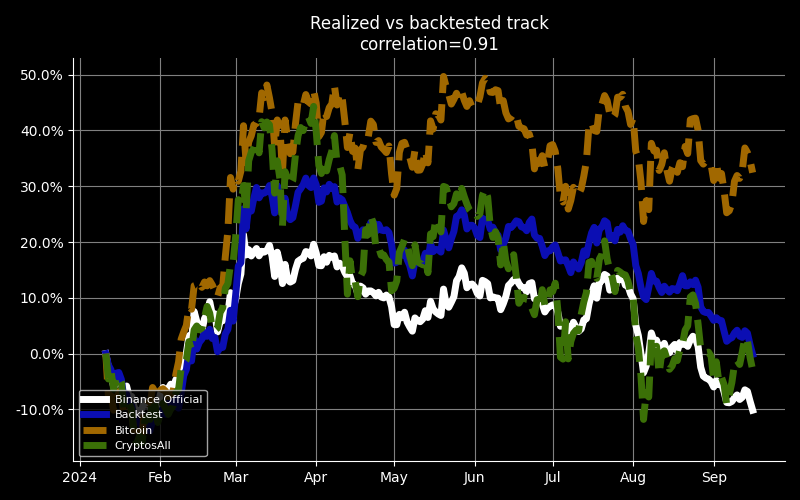 Realized vs backtested track
correlation=0.91
50.0%
40.0%
30.0%
20.0%
10.0%
0.0%
-10.0%
Binance Official
Backtest
Bitcoin
CryptosAll
2024 Feb Mar Apr May Jun Jul Aug Sep